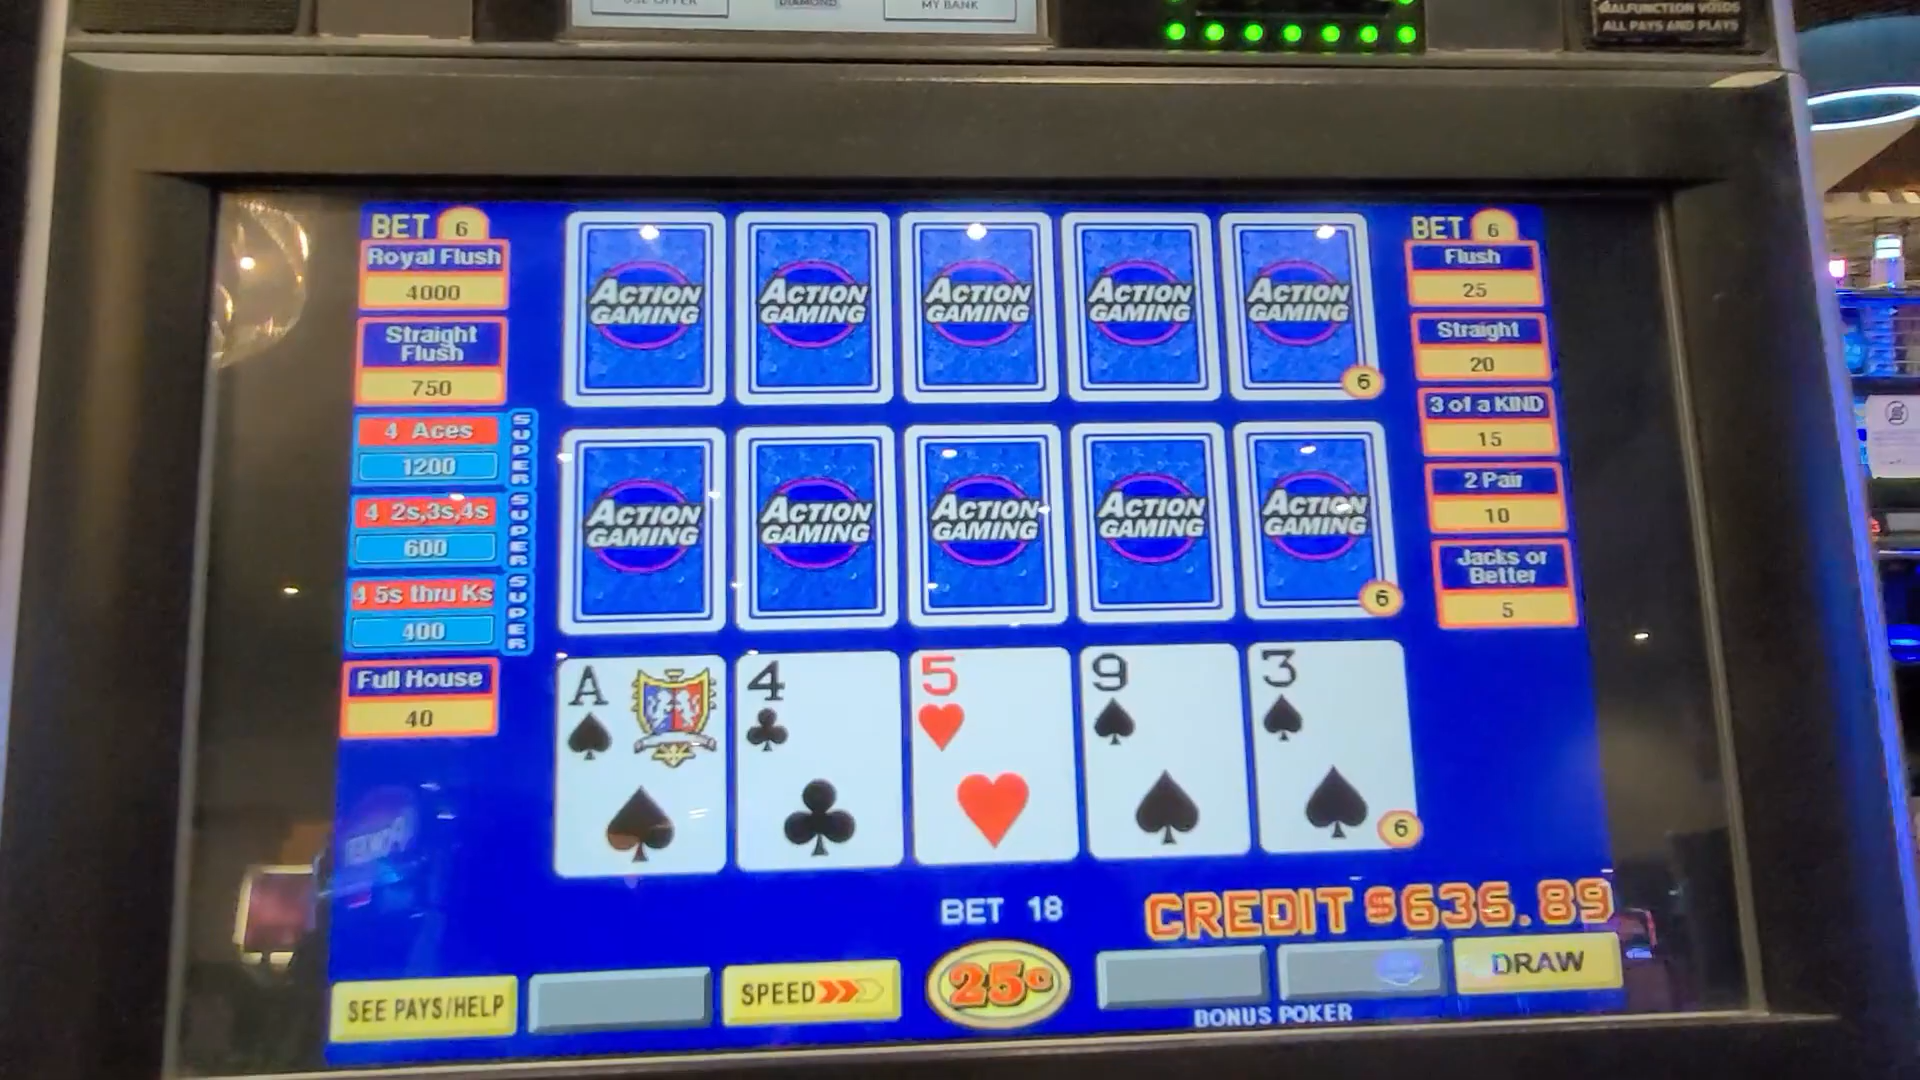 MY BANK
DIAMOND
MALFUNCTION VOIDS
ALL PAYS AND PLAYS
BET 6
Royal Flush
4000
Straight
Flush
750
4 Aces
1200
SUPER
4 2s,3s,4s
600
SUPER
4 5s thru Ks
400
SUPER
Full House
40
ACTION
GAMING
ACTION
GAMING
ACTION
GAMING
ACTION
GAMING
ACTION
GAMING
6
ACTION
GAMING
ACTION
GAMING
ACTION
GAMING
ACTION
GAMING
ACTION
GAMING
6
A
4
5
9
3
6
BET 6
Flush
25
Straight
20
3 of a KIND
15
2 Pair
10
Jacks or
Better
5
BET 18
CREDIT $636.89
SEE PAYS/HELP
SPEED
25¢
DRAW
BONUS POKER